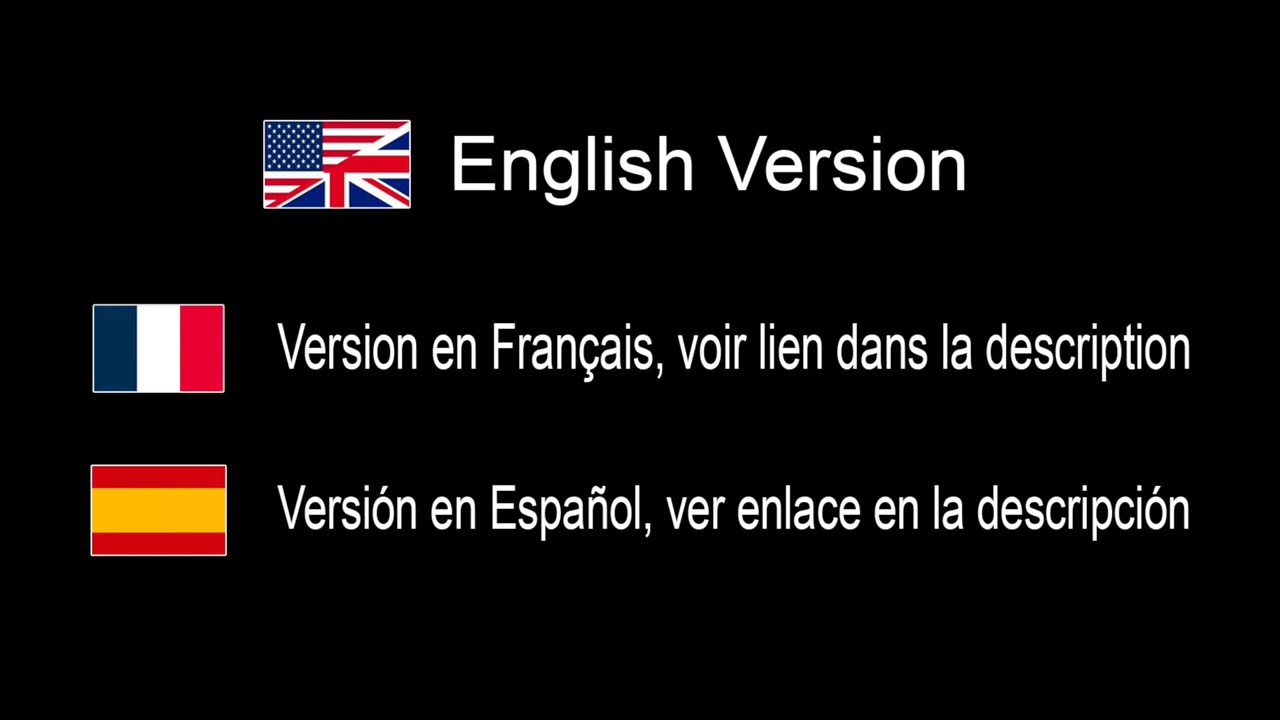 English Version
Version en Français, voir lien dans la description
Versión en Español, ver enlace en la descripción